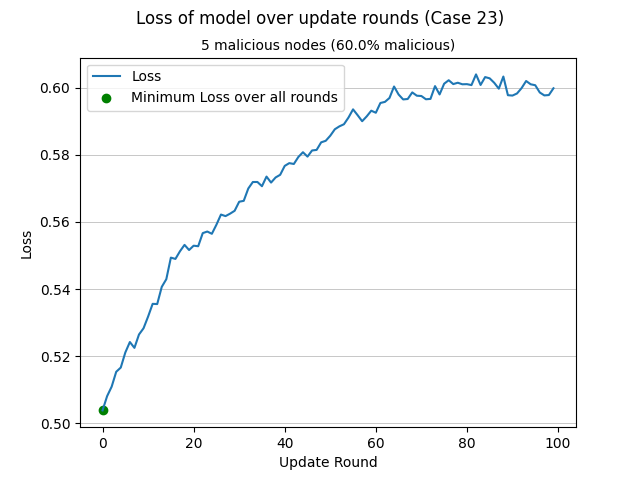 Loss of model over update rounds (Case 23)
5 malicious nodes (60.0% malicious)
Loss
Minimum Loss over all rounds
0.60
0.58
0.56
0.54
0.52
0.50
Loss
0 20 40 60 80 100
Update Round